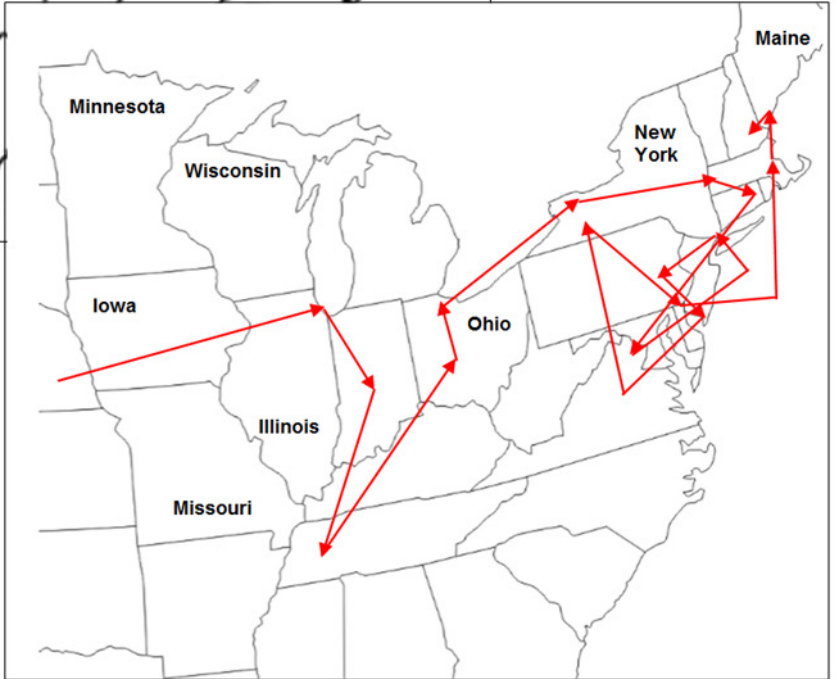 Maine
Minnesota
New
York
Wisconsin
Iowa
Ohio
Illinois
Missouri